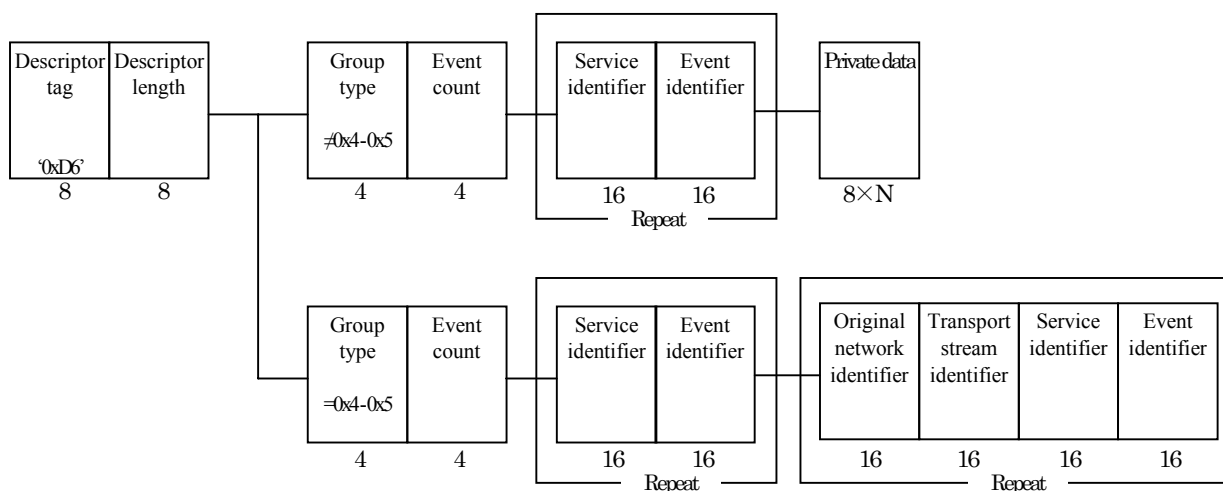 Descriptor tag
'0xD6'
8
Descriptor length
8
Group type
≠0x4-0x5
4
Event count
4
Service identifier
16
Event identifier
16
Repeat
Private data
8×N
Group type
=0x4-0x5
4
Event count
4
Service identifier
16
Event identifier
16
Repeat
Original network identifier
16
Transport stream identifier
16
Service identifier
16
Event identifier
16
Repeat